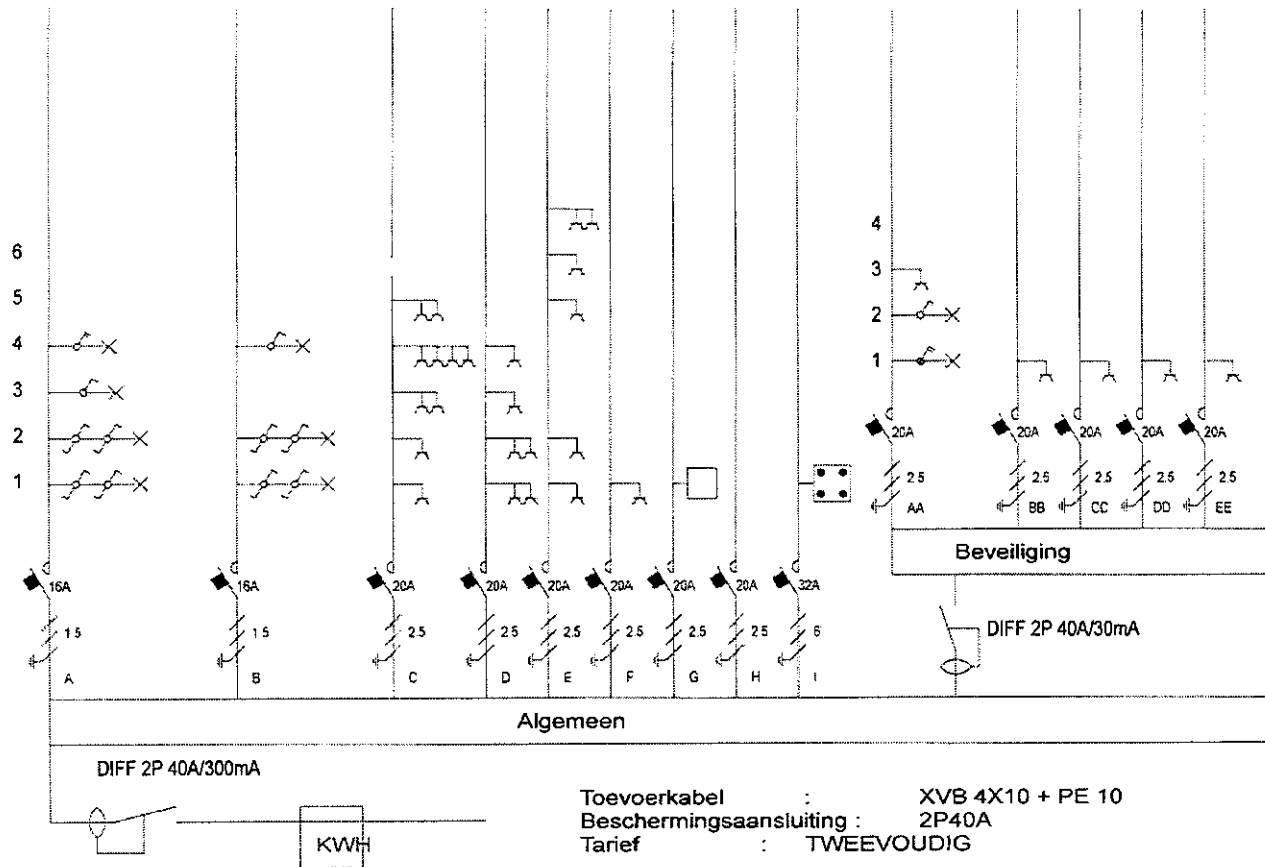 4
6
3
5
2
4
1
3
20A 20A 20A 20A 20A
2
2.5 2.5 2.5 2.5 2.5
1
AA BB CC DD EE
Beveiliging
16A 16A 20A 20A 20A 20A 20A 20A 32A
1.5 1.5 2.5 2.5 2.5 2.5 2.5 2.5 6
DIFF 2P 40A/30mA
A B C D E F G H I
Algemeen
DIFF 2P 40A/300mA
Toevoerkabel : XVB 4X10 + PE 10
Beschermingsaansluiting : 2P40A
KWH
Tarief : TWEEVOUDIG